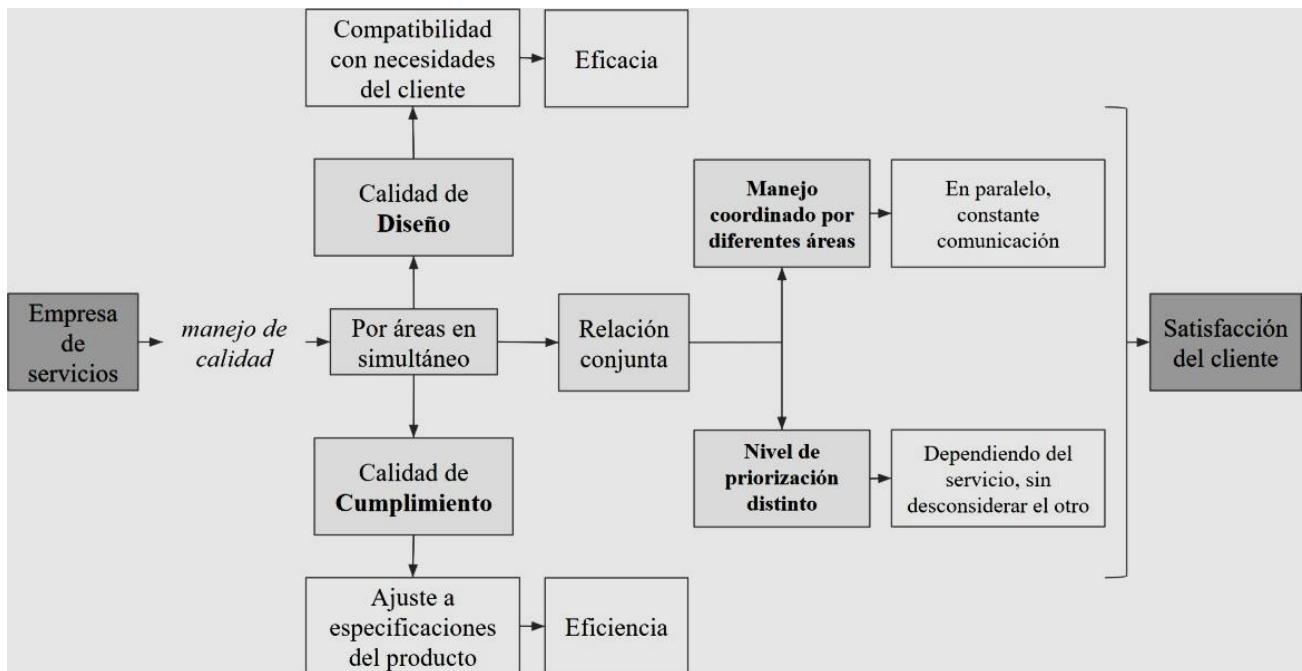 Empresa
de
servicios
manejo de
calidad
Por áreas en
simultáneo
Calidad de
Diseño
Compatibilidad
con necesidades
del cliente
Eficacia
Calidad de
Cumplimiento
Ajuste a
especificaciones
del producto
Eficiencia
Relación
conjunta
Manejo
coordinado por
diferentes áreas
En paralelo,
constante
comunicación
Nivel de
priorización
distinto
Dependiendo del
servicio, sin
desconsiderar el otro
Satisfacción
del cliente